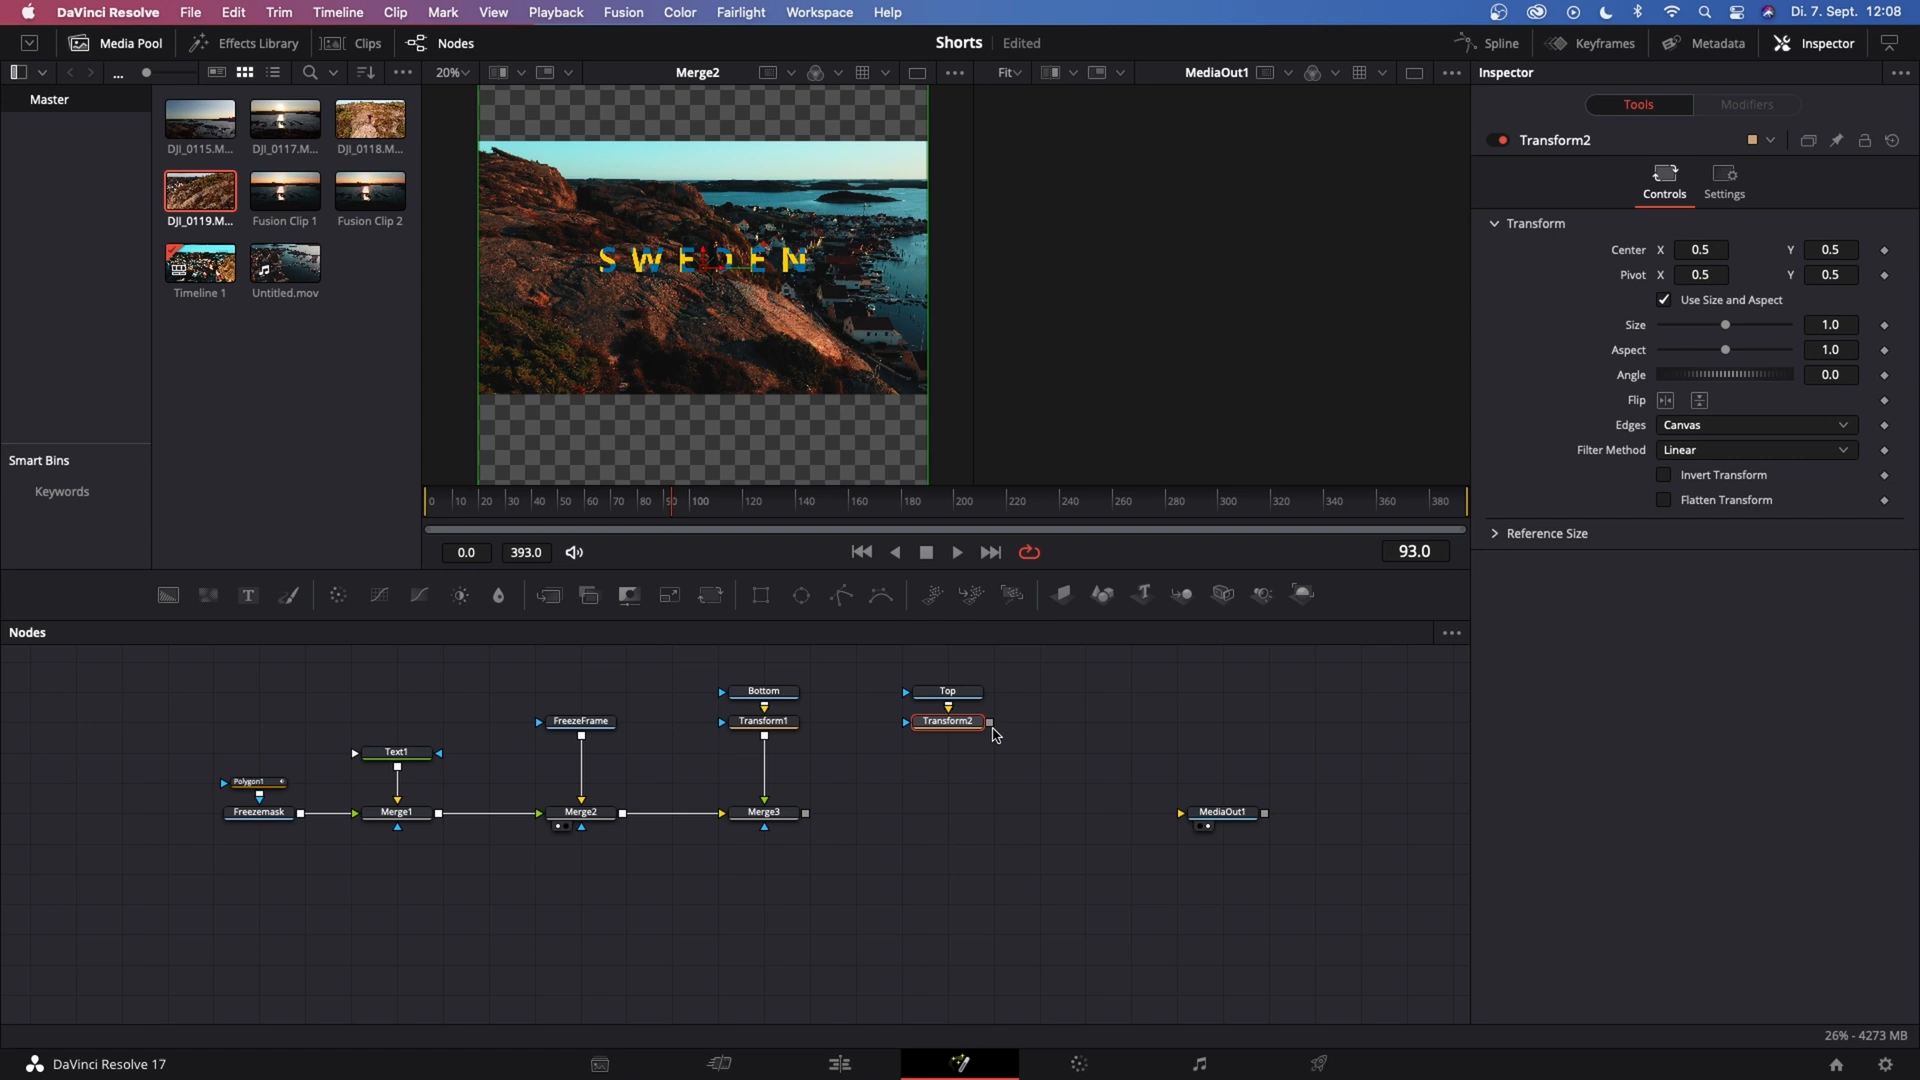 DaVinci Resolve File Edit Trim Timeline Clip Mark View Playback Fusion Color Fairlight Workspace Help Di. 7. Sept. 12:08
Media Pool Effects Library Clips Nodes Shorts Edited Spline Keyframes Metadata Inspector
... 20% Merge2 Fit MediaOut1 Inspector
Master
DJI_0115.M... DJI_0117.M... DJI_0118.M...
DJI_0119.M... Fusion Clip 1 Fusion Clip 2
Timeline 1 Untitled.mov
Smart Bins
Keywords
SWEDEN
Tools Modifiers
Transform2
Controls Settings
Transform
Center X 0.5 Y 0.5
Pivot X 0.5 Y 0.5
Use Size and Aspect
Size 1.0
Aspect 1.0
Angle 0.0
Flip
Edges Canvas
Filter Method Linear
Invert Transform
Flatten Transform
Reference Size
0 10 20 30 40 50 60 70 80 90 100 120 140 160 180 200 220 240 260 280 300 320 340 360 380
0.0 393.0 93.0
Nodes
Bottom Top
FreezeFrame Transform1 Transform2
Text1
Polygon1
Freezemask Merge1 Merge2 Merge3 MediaOut1
26% - 4273 MB
DaVinci Resolve 17